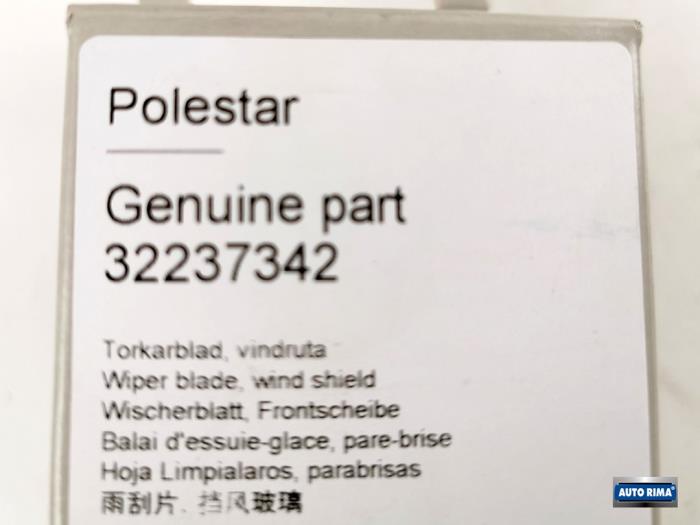 Polestar
Genuine part
32237342
Torkarblad, vindruta
Wiper blade, wind shield
Wischerblatt, Frontscheibe
Balai d'essuie-glace, pare-brise
Hoja Limpialaros, parabrisas
雨刮片, 挡风玻璃
AUTO RIMA